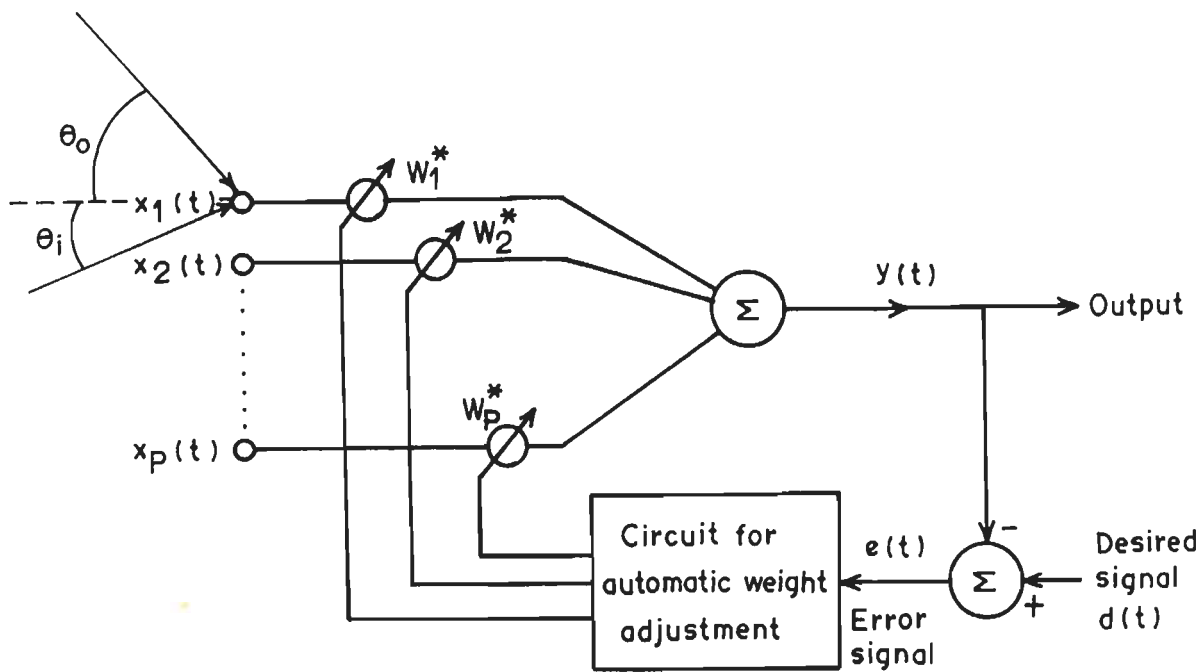 θo
x1(t)
θi
W1*
x2(t)
W2*
Σ
y(t)
Output
WP*
xP(t)
Circuit for
automatic weight
adjustment
e(t)
Error
signal
Σ
-
+
Desired
signal
d(t)